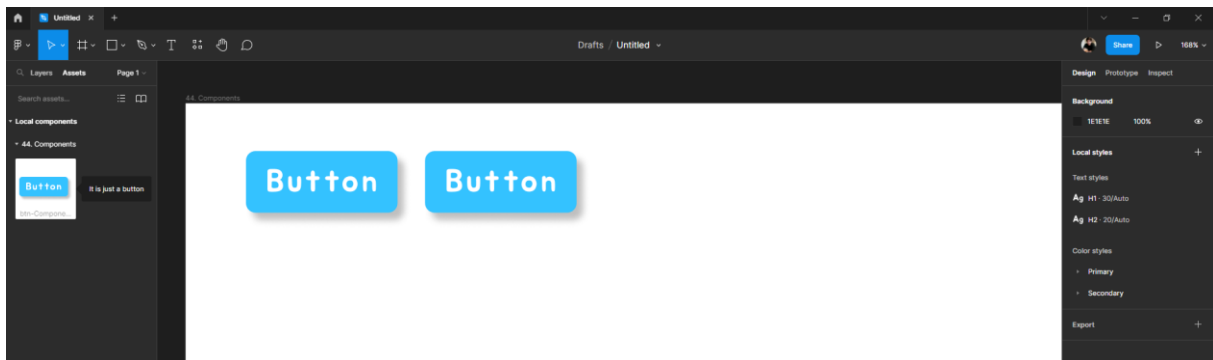 Untitled
Drafts / Untitled
Share
168%
Layers Assets Page 1
Search assets...
Local components
44. Components
Button
btn-Compone...
It is just a button
44. Components
Button Button
Design Prototype Inspect
Background
1E1E1E 100%
Local styles
Text styles
Ag H1 · 30/Auto
Ag H2 · 20/Auto
Color styles
Primary
Secondary
Export